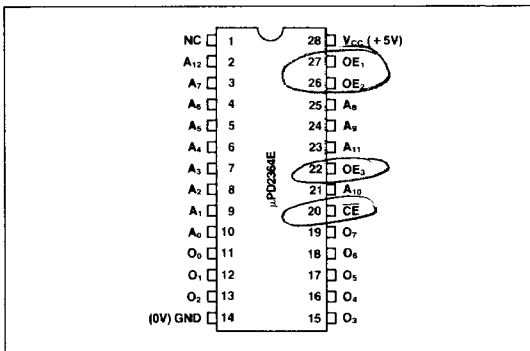 NC 1 28 V_CC (+5V)
A₁₂ 2 27 OE₁
A₇ 3 26 OE₂
A₆ 4 25 A₈
A₅ 5 24 A₉
A₄ 6 23 A₁₁
A₃ 7 22 OE₃
A₂ 8 21 A₁₀
A₁ 9 20 C̅E̅
A₀ 10 19 O₇
O₀ 11 18 O₆
O₁ 12 17 O₅
O₂ 13 16 O₄
(0V) GND 14 15 O₃
µPD2364E